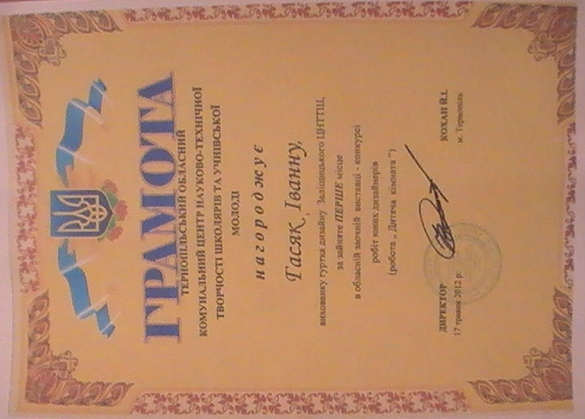 ГРАМОТА
ТЕРНОПІЛЬСЬКИЙ ОБЛАСНИЙ
КОМУНАЛЬНИЙ ЦЕНТР НАУКОВО-ТЕХНІЧНОЇ
ТВОРЧОСТІ ШКОЛЯРІВ ТА УЧНІВСЬКОЇ
МОЛОДІ
нагороджує
Гасяк Іванну,
вихованку гуртка дизайну Заліщицького ЦНТТШ,
за зайняте ПЕРШЕ місце
в обласній заочній виставці - конкурсі
робіт юних дизайнерів
(робота „ Дитяча кімната ")
ДИРЕКТОР КОХАН Й.І.
17 травня 2012 р. м. Тернопіль